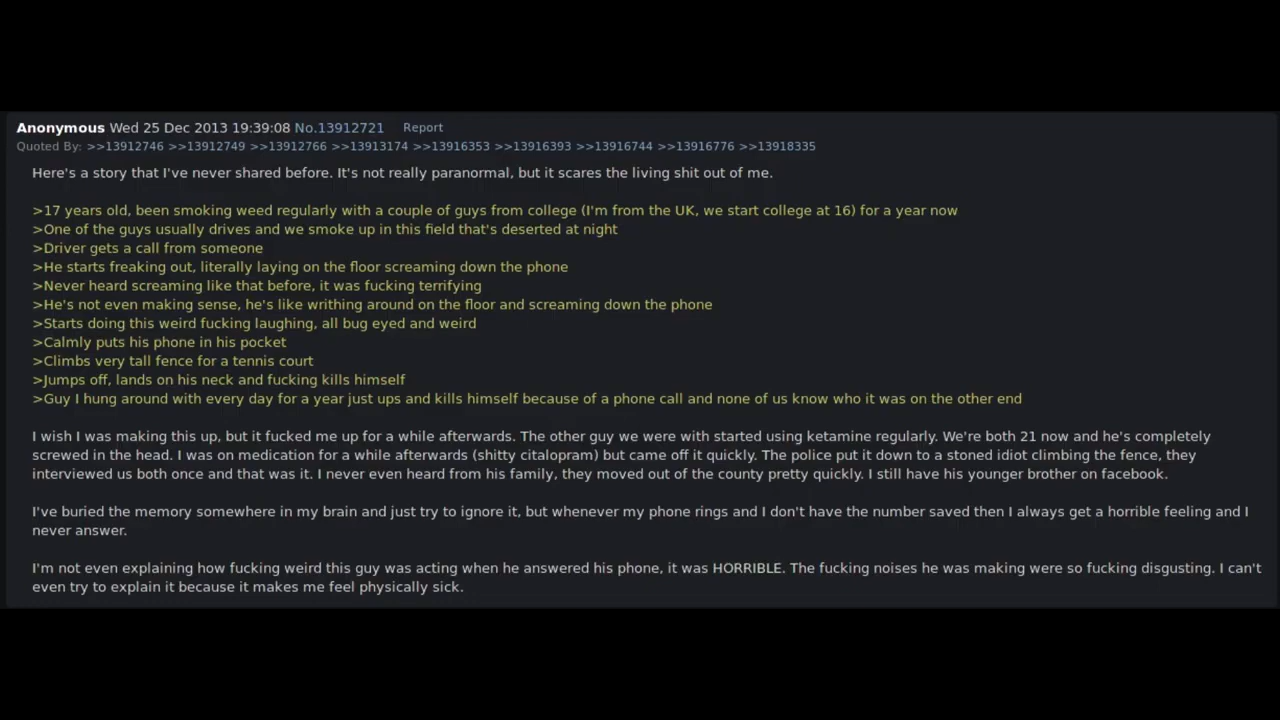 Anonymous Wed 25 Dec 2013 19:39:08 No.13912721 Report
Quoted By: >>13912746 >>13912749 >>13912766 >>13913174 >>13916353 >>13916393 >>13916744 >>13916776 >>13918335
Here's a story that I've never shared before. It's not really paranormal, but it scares the living shit out of me.
>17 years old, been smoking weed regularly with a couple of guys from college (I'm from the UK, we start college at 16) for a year now
>One of the guys usually drives and we smoke up in this field that's deserted at night
>Driver gets a call from someone
>He starts freaking out, literally laying on the floor screaming down the phone
>Never heard screaming like that before, it was fucking terrifying
>He's not even making sense, he's like writhing around on the floor and screaming down the phone
>Starts doing this weird fucking laughing, all bug eyed and weird
>Calmly puts his phone in his pocket
>Climbs very tall fence for a tennis court
>Jumps off, lands on his neck and fucking kills himself
>Guy I hung around with every day for a year just ups and kills himself because of a phone call and none of us know who it was on the other end
I wish I was making this up, but it fucked me up for a while afterwards. The other guy we were with started using ketamine regularly. We're both 21 now and he's completely
screwed in the head. I was on medication for a while afterwards (shitty citalopram) but came off it quickly. The police put it down to a stoned idiot climbing the fence, they
interviewed us both once and that was it. I never even heard from his family, they moved out of the county pretty quickly. I still have his younger brother on facebook.
I've buried the memory somewhere in my brain and just try to ignore it, but whenever my phone rings and I don't have the number saved then I always get a horrible feeling and I
never answer.
I'm not even explaining how fucking weird this guy was acting when he answered his phone, it was HORRIBLE. The fucking noises he was making were so fucking disgusting. I can't
even try to explain it because it makes me feel physically sick.